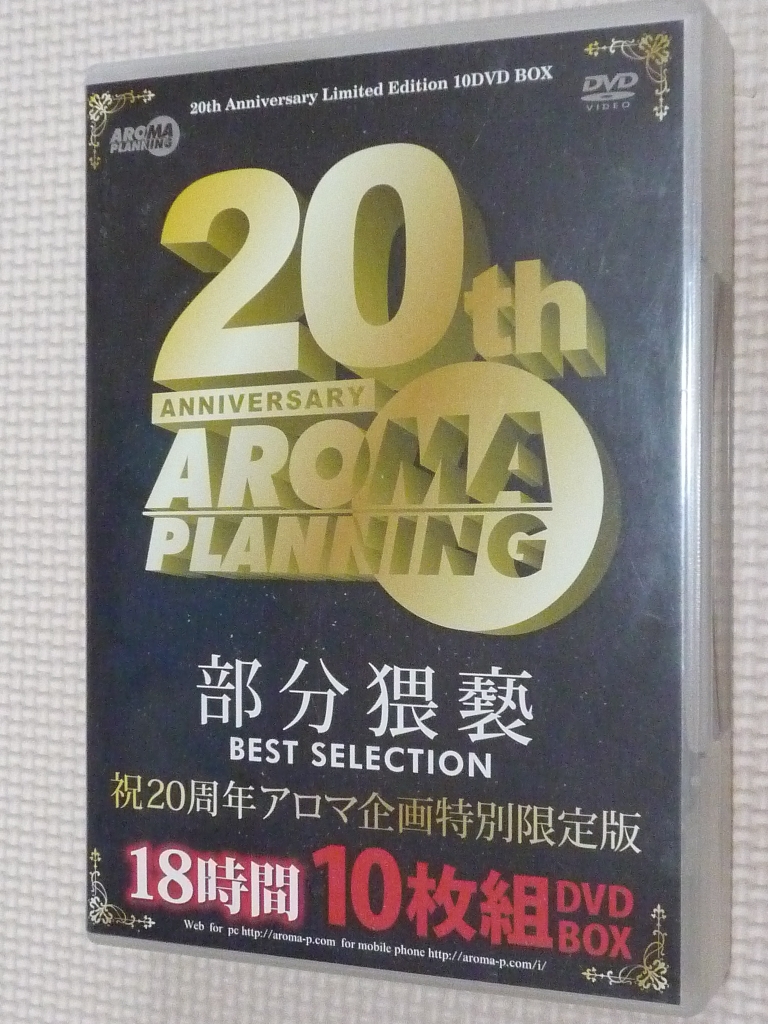 20th Anniversary Limited Edition 10DVD BOX
DVD
VIDEO
AROMA
PLANNING
20th
ANNIVERSARY
AROMA
PLANNING
部分猥褻
BEST SELECTION
祝20周年アロマ企画特別限定版
18時間 10枚組 DVD BOX
Web for pc http://aroma-p.com for mobile phone http://aroma-p.com/i/